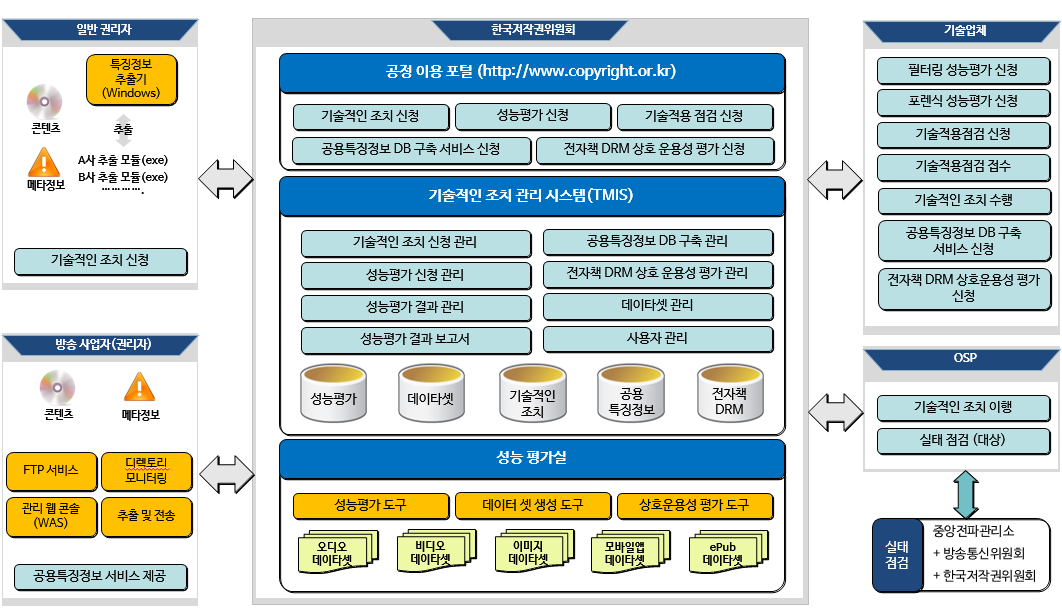 일반 권리자
특징정보
추출기
(Windows)
콘텐츠
추출
메타정보
A사 추출 모듈(exe)
B사 추출 모듈(exe)
………….
기술적인 조치 신청
방송 사업자(권리자)
콘텐츠
메타정보
FTP 서비스
디렉토리
모니터링
관리 웹 콘솔
(WAS)
추출 및 전송
공용특징정보 서비스 제공
한국저작권위원회
공정 이용 포털 (http://www.copyright.or.kr)
기술적인 조치 신청
성능평가 신청
기술적용 점검 신청
공용특징정보 DB 구축 서비스 신청
전자책 DRM 상호 운용성 평가 신청
기술적인 조치 관리 시스템(TMIS)
기술적인 조치 신청 관리
공용특징정보 DB 구축 관리
성능평가 신청 관리
전자책 DRM 상호 운용성 평가 관리
성능평가 결과 관리
데이타셋 관리
성능평가 결과 보고서
사용자 관리
성능평가
데이타셋
기술적인
조치
공용
특징정보
전자책
DRM
성능 평가실
성능평가 도구
데이터 셋 생성 도구
상호운용성 평가 도구
오디오
데이타셋
비디오
데이타셋
이미지
데이타셋
모바일앱
데이타셋
ePub
데이타셋
기술업체
필터링 성능평가 신청
포렌식 성능평가 신청
기술적용점검 신청
기술적용점검 접수
기술적인 조치 수행
공용특징정보 DB 구축
서비스 신청
전자책 DRM 상호운용성 평가
신청
OSP
기술적인 조치 이행
실태 점검 (대상)
실태
점검
중앙전파관리소
+ 방송통신위원회
+ 한국저작권위원회